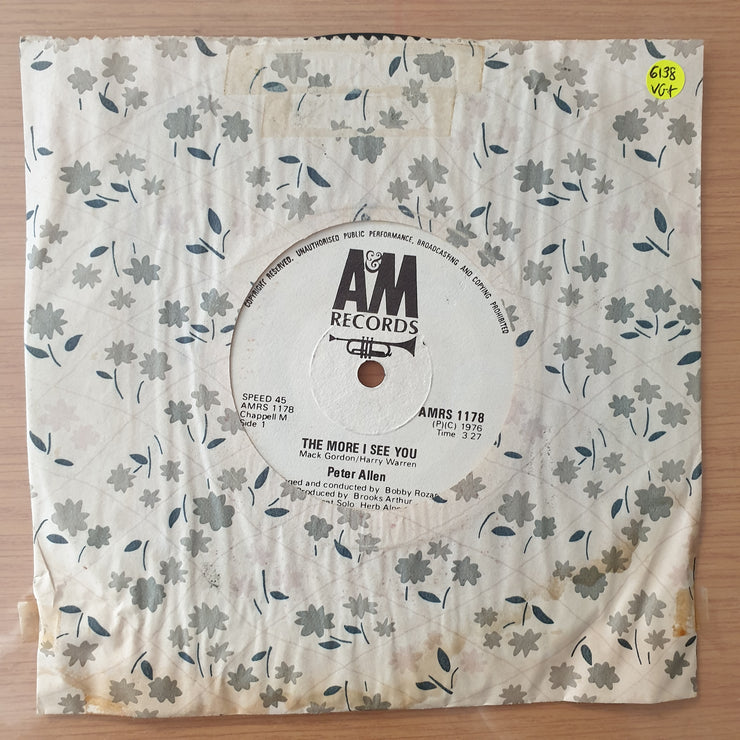 6138
VG+
COPYRIGHT RESERVED. UNAUTHORISED PUBLIC PERFORMANCE, BROADCASTING AND COPYING PROHIBITED
A&M
RECORDS
SPEED 45
AMRS 1178
Chappell M
Side 1
AMRS 1178
(P)(C) 1976
Time 3.27
THE MORE I SEE YOU
Mack Gordon/Harry Warren
Peter Allen
and conducted by Bobby
Produced by Brooks Arthur
Solo. Herb